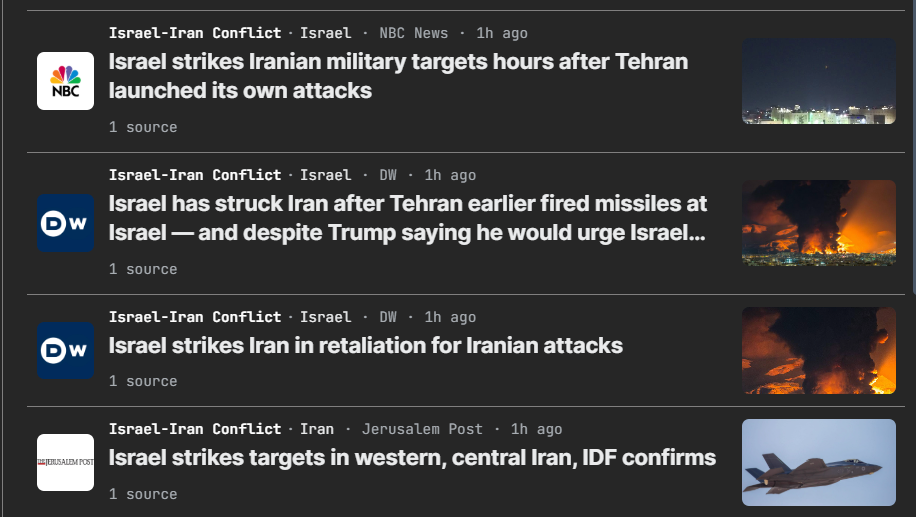 Israel-Iran Conflict · Israel · NBC News · 1h ago
Israel strikes Iranian military targets hours after Tehran
launched its own attacks
NBC
1 source
Israel-Iran Conflict · Israel · DW · 1h ago
Israel has struck Iran after Tehran earlier fired missiles at
Israel — and despite Trump saying he would urge Israel...
DW
1 source
Israel-Iran Conflict · Israel · DW · 1h ago
Israel strikes Iran in retaliation for Iranian attacks
DW
1 source
Israel-Iran Conflict · Iran · Jerusalem Post · 1h ago
Israel strikes targets in western, central Iran, IDF confirms
JERUSALEM POST
1 source